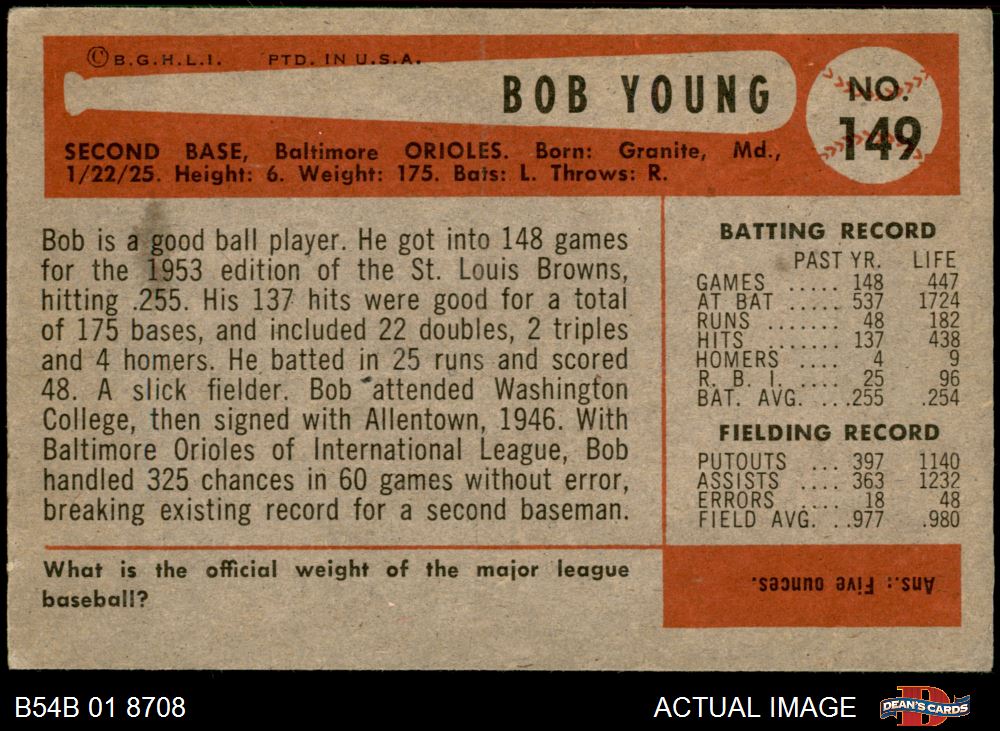 ©B.G.H.L.I. PTD. IN U.S.A.
BOB YOUNG
NO.
149
SECOND BASE, Baltimore ORIOLES. Born: Granite, Md.,
1/22/25. Height: 6. Weight: 175. Bats: L. Throws: R.
Bob is a good ball player. He got into 148 games
for the 1953 edition of the St. Louis Browns,
hitting .255. His 137 hits were good for a total
of 175 bases, and included 22 doubles, 2 triples
and 4 homers. He batted in 25 runs and scored
48. A slick fielder. Bob attended Washington
College, then signed with Allentown, 1946. With
Baltimore Orioles of International League, Bob
handled 325 chances in 60 games without error,
breaking existing record for a second baseman.
BATTING RECORD
PAST YR. LIFE
GAMES ..... 148 447
AT BAT ..... 537 1724
RUNS ....... 48 182
HITS ....... 137 438
HOMERS .... 4 9
R. B. I. .... 25 96
BAT. AVG. ...255 .254
FIELDING RECORD
PUTOUTS ... 397 1140
ASSISTS .... 363 1232
ERRORS .... 18 48
FIELD AVG. ..977 .980
What is the official weight of the major league
baseball?
Ans.: Five ounces.
B54B 01 8708
ACTUAL IMAGE
DEAN'S CARDS